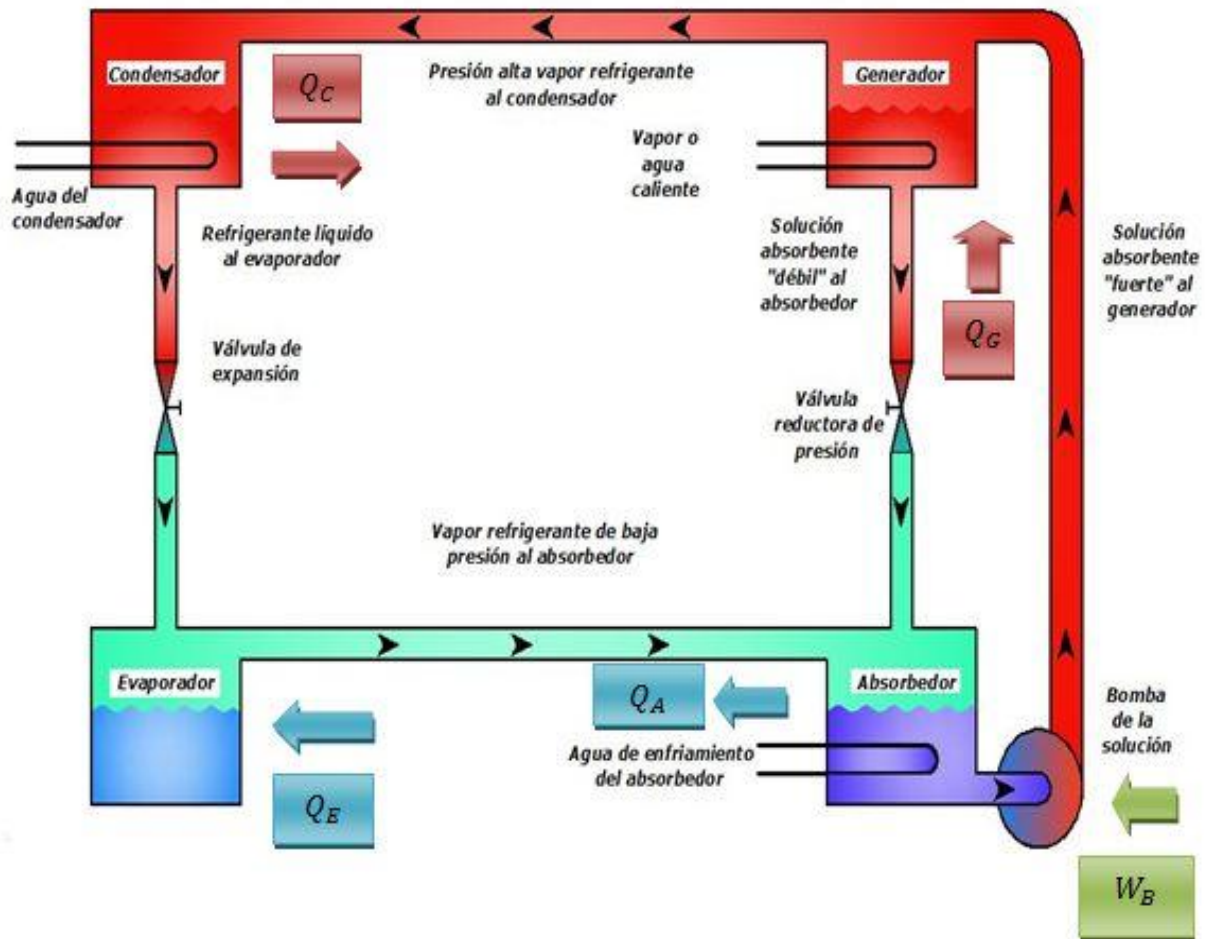 Condensador
Q_C
Presión alta vapor refrigerante
al condensador
Generador
Vapor o
agua
caliente
Agua del
condensador
Refrigerante líquido
al evaporador
Solución
absorbente
"débil" al
absorbedor
Q_G
Solución
absorbente
"fuerte" al
generador
Válvula de
expansión
Válvula
reductora de
presión
Vapor refrigerante de baja
presión al absorbedor
Evaporador
Q_E
Q_A
Absorbedor
Agua de enfriamiento
del absorbedor
Bomba
de la
solución
W_B